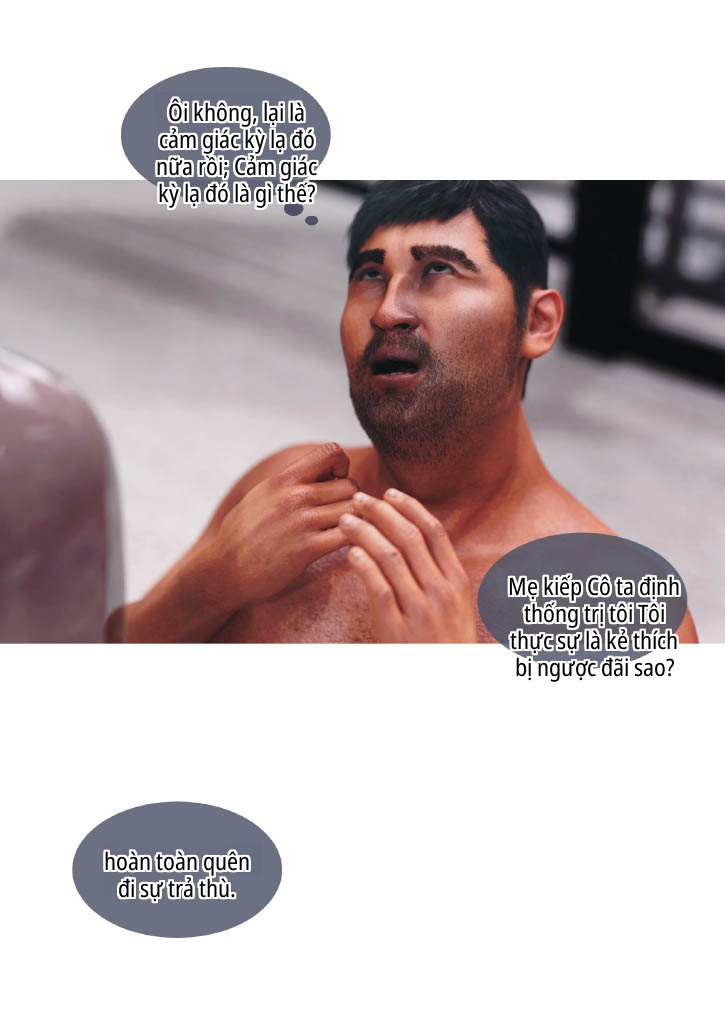 Ôi không, lại là
cảm giác kỳ lạ đó
nữa rồi; Cảm giác
kỳ lạ đó là gì thế?
Mẹ kiếp Cô ta định
thống trị tôi Tôi
thực sự là kẻ thích
bị ngược đãi sao?
hoàn toàn quên
đi sự trả thù.